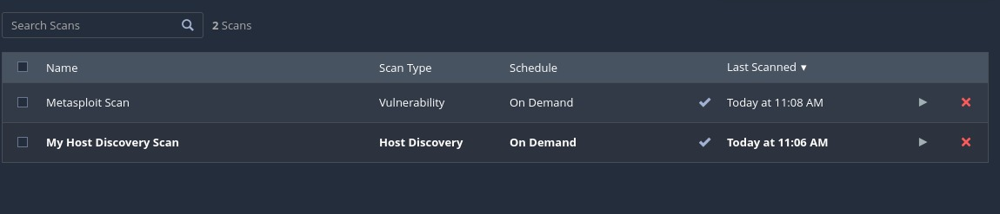 Search Scans 2 Scans
Name Scan Type Schedule Last Scanned ▼
Metasploit Scan Vulnerability On Demand Today at 11:08 AM
My Host Discovery Scan Host Discovery On Demand Today at 11:06 AM